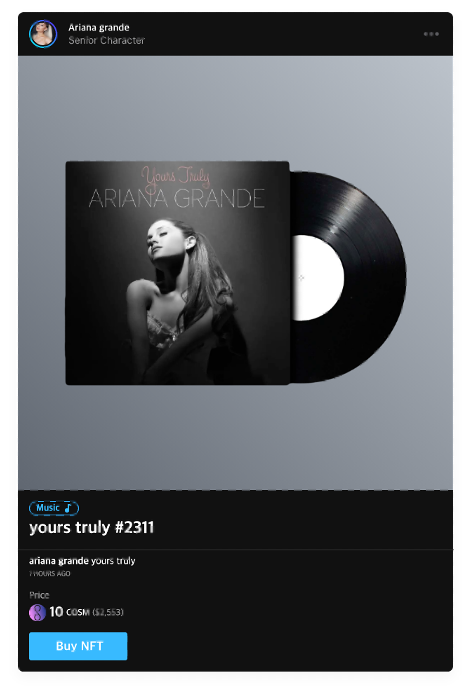 Ariana grande
Senior Character
Yours Truly
ARIANA GRANDE
Music
yours truly #2311
ariana grande yours truly
7 HOURS AGO
Price
10 COSM ($2,553)
Buy NFT